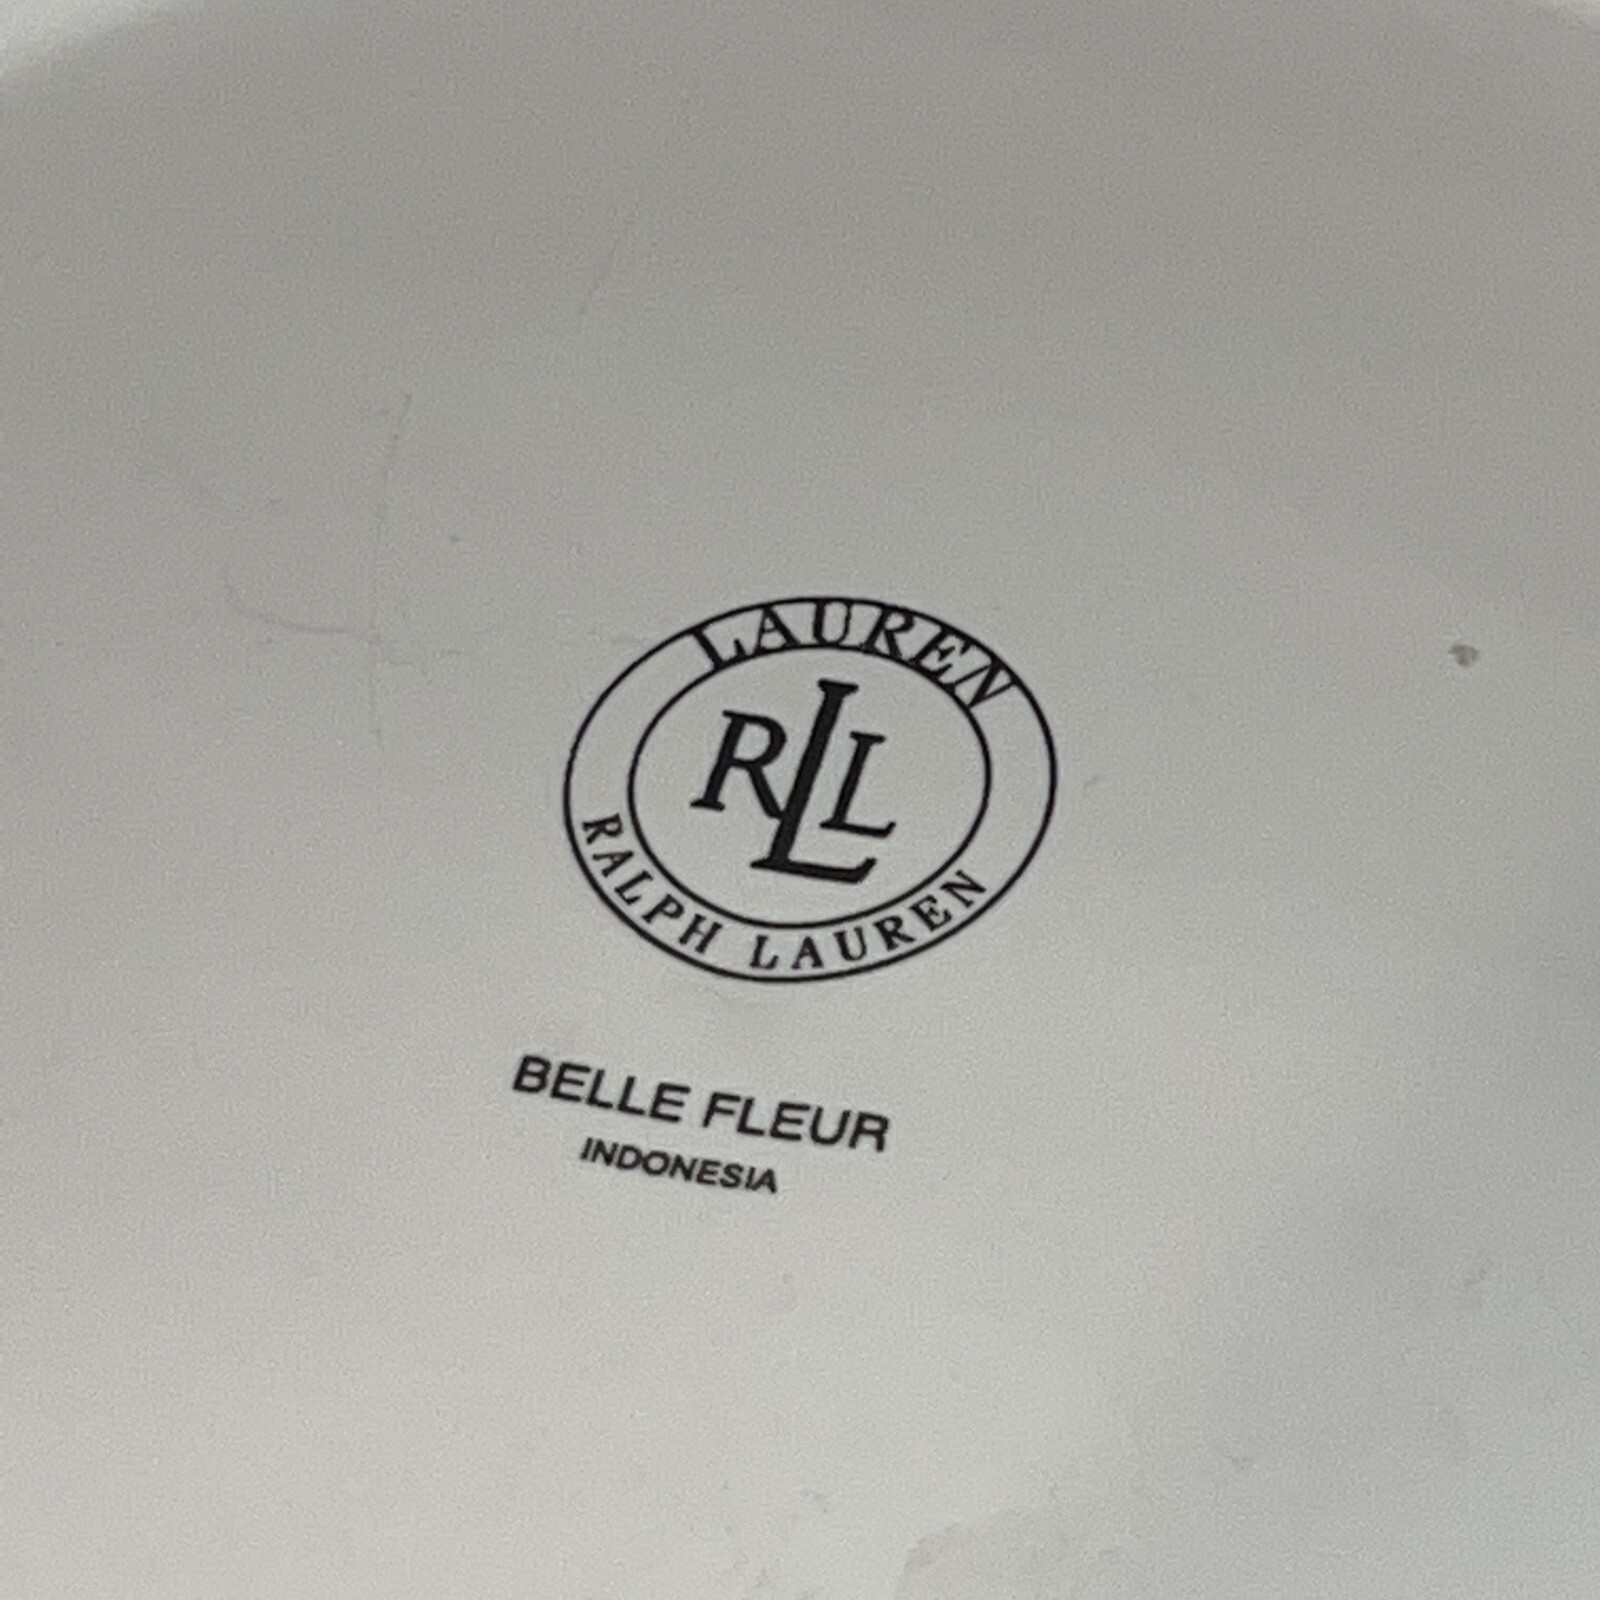 LAUREN
RLL
RALPH LAUREN
BELLE FLEUR
INDONESIA